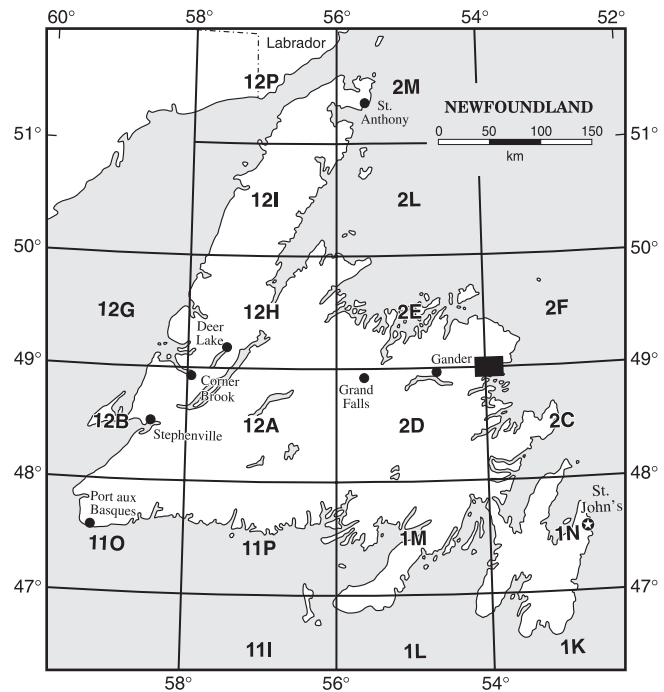 60° 58° 56° 54° 52°
Labrador
12P
2M
St.
Anthony
NEWFOUNDLAND
0 50 100 150
km
51° 51°
12I
2L
50° 50°
12G
12H
2E
2F
Deer
Lake
49° 49°
Gander
Corner
Brook
Grand
Falls
12B
Stephenville
12A
2D
2C
48° 48°
Port aux
Basques
St.
John's
11O
11P
1M
1N
47° 47°
11I
1L
1K
58° 56° 54°